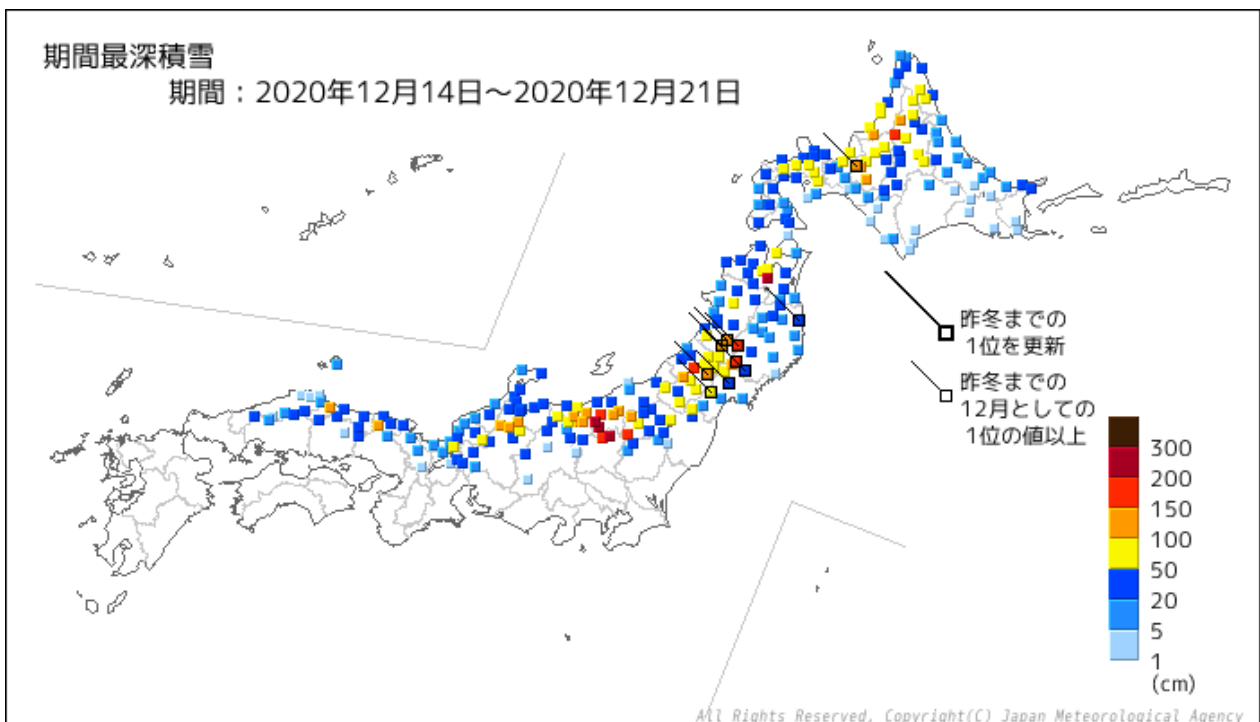 期間最深積雪
期間：2020年12月14日～2020年12月21日
昨冬までの
1位を更新
昨冬までの
12月としての
1位の値以上
300
200
150
100
50
20
5
1
(cm)
All Rights Reserved, Copyright(C) Japan Meteorological Agency